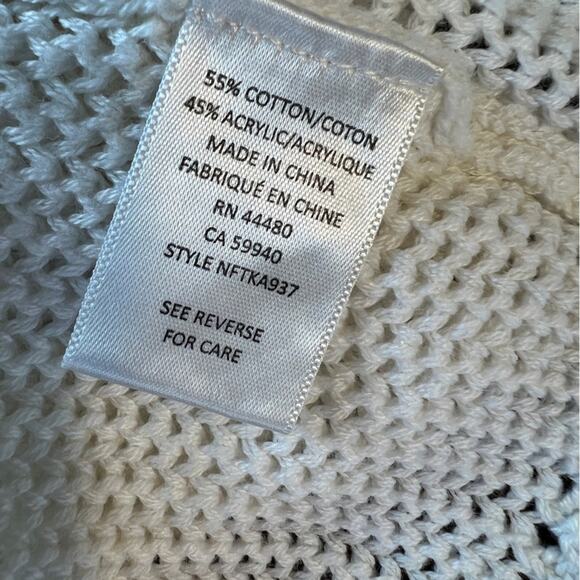 55% COTTON/COTON
45% ACRYLIC/ACRYLIQUE
MADE IN CHINA
FABRIQUÉ EN CHINE
RN 44480
CA 59940
STYLE NFTKA937
SEE REVERSE
FOR CARE